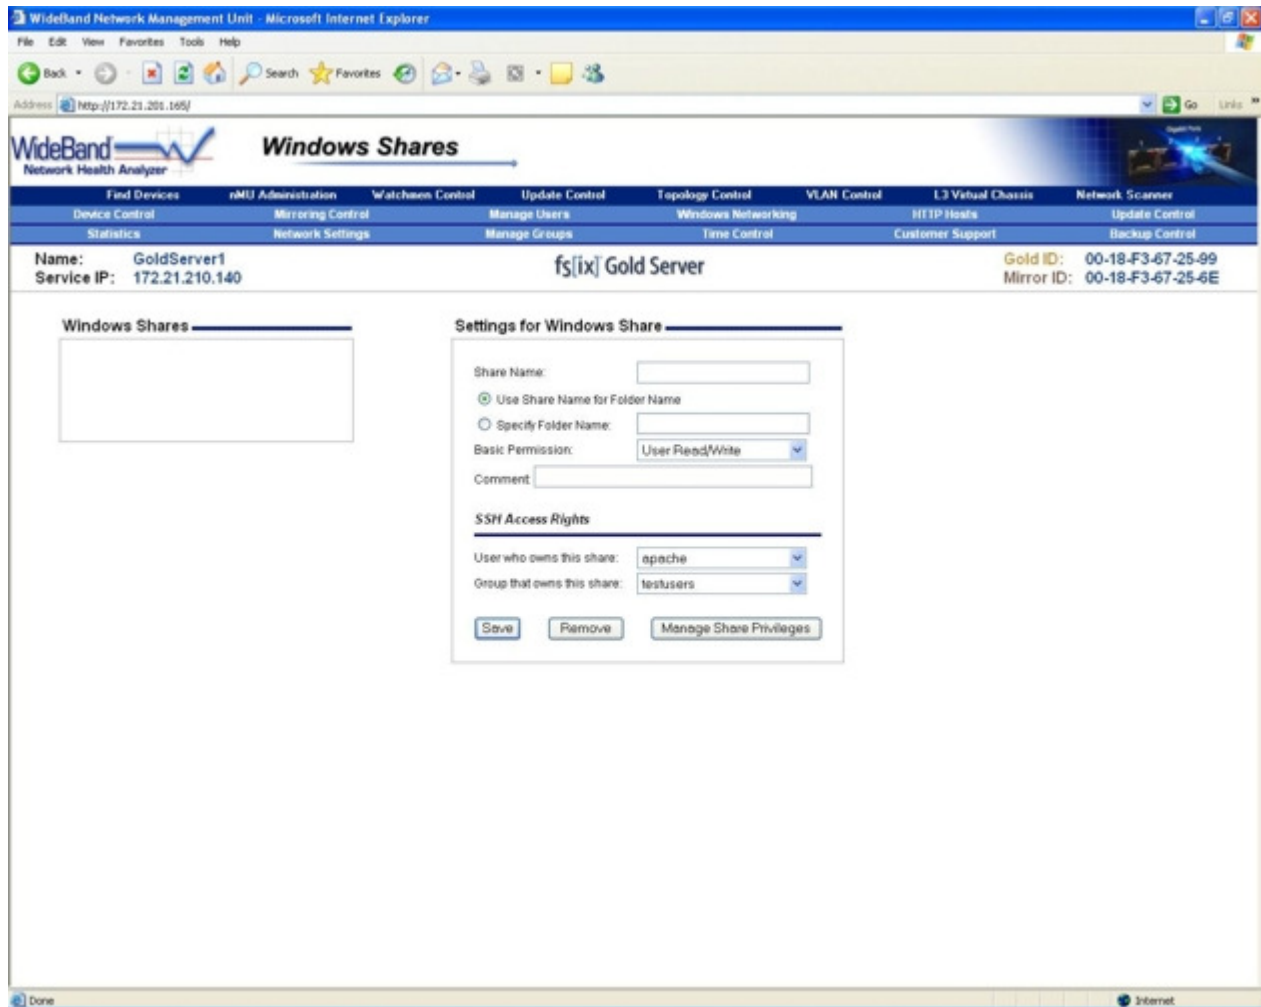 WideBand Network Management Unit - Microsoft Internet Explorer
File Edit View Favorites Tools Help
Back Search Favorites
Address http://172.21.201.165/ Go Links »
WideBand Windows Shares
Network Health Analyzer
Find Devices nMU Administration Watchmen Control Update Control Topology Control VLAN Control L3 Virtual Chassis Network Scanner
Device Control Mirroring Control Manage Users Windows Networking HTTP Hosts Update Control
Statistics Network Settings Manage Groups Time Control Customer Support Backup Control
Name: GoldServer1 fs[ix] Gold Server Gold ID: 00-18-F3-67-25-99
Service IP: 172.21.210.140 Mirror ID: 00-18-F3-67-25-6E
Windows Shares Settings for Windows Share
Share Name:
Use Share Name for Folder Name
Specify Folder Name:
Basic Permission: User Read/Write
Comment
SSH Access Rights
User who owns this share: apache
Group that owns this share: testusers
Save Remove Manage Share Privileges
Done Internet